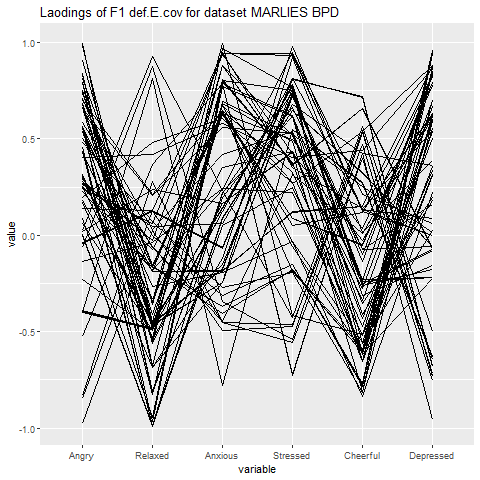 Laodings of F1 def.E.cov for dataset MARLIES BPD
1.0
0.5
0.0
-0.5
-1.0
value
Angry Relaxed Anxious Stressed Cheerful Depressed
variable